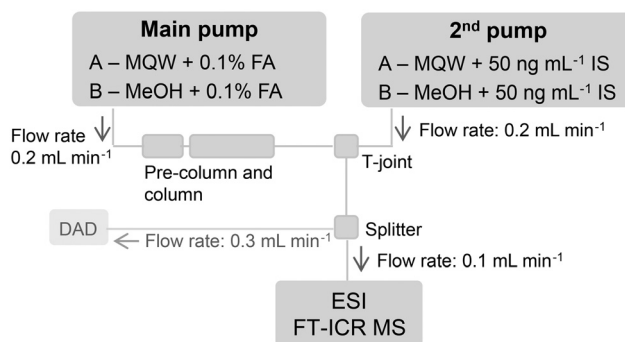 Main pump
A – MQW + 0.1% FA
B – MeOH + 0.1% FA
2nd pump
A – MQW + 50 ng mL-1 IS
B – MeOH + 50 ng mL-1 IS
Flow rate
0.2 mL min-1
Flow rate: 0.2 mL min-1
Pre-column and
column
T-joint
DAD
Flow rate: 0.3 mL min-1
Splitter
Flow rate: 0.1 mL min-1
ESI
FT-ICR MS